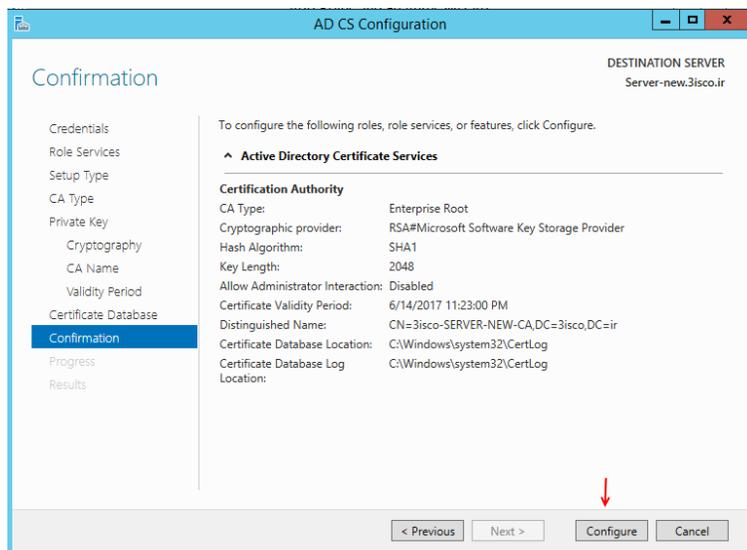 AD CS Configuration
Confirmation
DESTINATION SERVER
Server-new.3isco.ir
Credentials
Role Services
Setup Type
CA Type
Private Key
Cryptography
CA Name
Validity Period
Certificate Database
Confirmation
Progress
Results
To configure the following roles, role services, or features, click Configure.
Active Directory Certificate Services
Certification Authority
CA Type: Enterprise Root
Cryptographic provider: RSA#Microsoft Software Key Storage Provider
Hash Algorithm: SHA1
Key Length: 2048
Allow Administrator Interaction: Disabled
Certificate Validity Period: 6/14/2017 11:23:00 PM
Distinguished Name: CN=3isco-SERVER-NEW-CA,DC=3isco,DC=ir
Certificate Database Location: C:\Windows\system32\CertLog
Certificate Database Log C:\Windows\system32\CertLog
Location:
< Previous Next > Configure Cancel